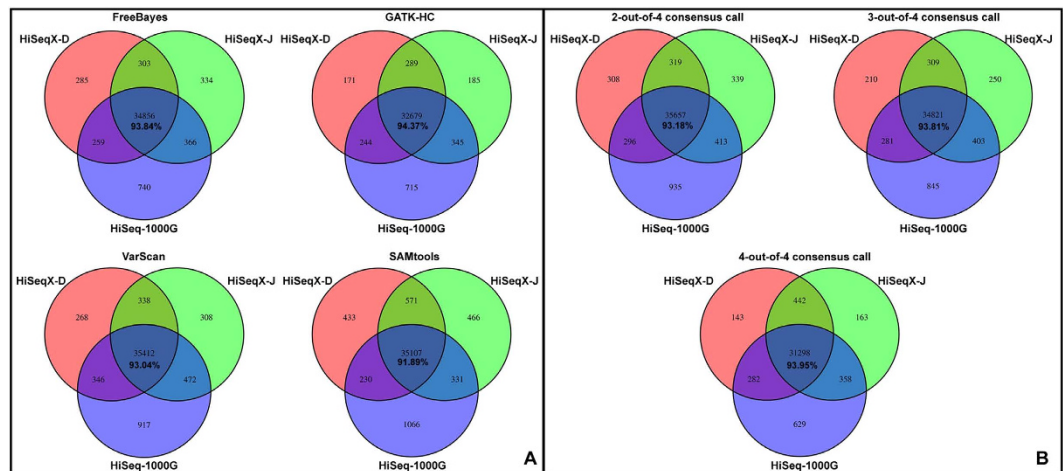 FreeBayes
HiSeqX-D
HiSeqX-J
303
285
334
34856
93.84%
259
366
740
HiSeq-1000G
GATK-HC
HiSeqX-D
HiSeqX-J
289
171
185
32679
94.37%
244
345
715
HiSeq-1000G
VarScan
HiSeqX-D
HiSeqX-J
338
268
308
35412
93.04%
346
472
917
HiSeq-1000G
SAMtools
HiSeqX-D
HiSeqX-J
571
433
466
35107
91.89%
230
331
1066
HiSeq-1000G
A
2-out-of-4 consensus call
HiSeqX-D
HiSeqX-J
319
308
339
35657
93.18%
296
413
935
HiSeq-1000G
3-out-of-4 consensus call
HiSeqX-D
HiSeqX-J
309
210
250
34821
93.81%
281
403
845
HiSeq-1000G
4-out-of-4 consensus call
HiSeqX-D
HiSeqX-J
442
143
163
31298
93.95%
282
358
629
HiSeq-1000G
B